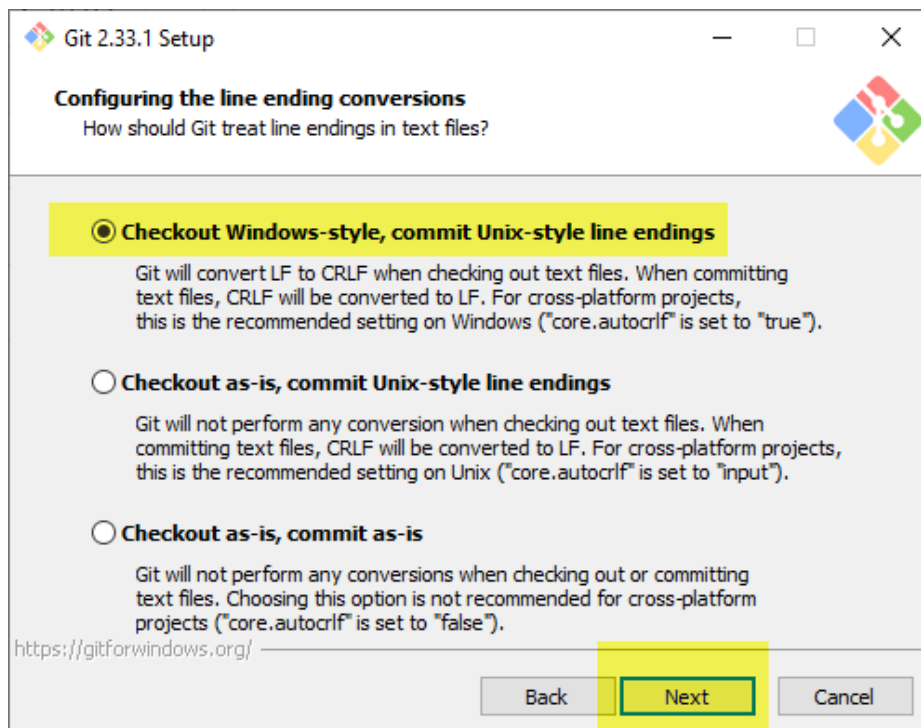 Git 2.33.1 Setup
Configuring the line ending conversions
How should Git treat line endings in text files?
Checkout Windows-style, commit Unix-style line endings
Git will convert LF to CRLF when checking out text files. When committing
text files, CRLF will be converted to LF. For cross-platform projects,
this is the recommended setting on Windows ("core.autocrlf" is set to "true").
Checkout as-is, commit Unix-style line endings
Git will not perform any conversion when checking out text files. When
committing text files, CRLF will be converted to LF. For cross-platform projects,
this is the recommended setting on Unix ("core.autocrlf" is set to "input").
Checkout as-is, commit as-is
Git will not perform any conversions when checking out or committing
text files. Choosing this option is not recommended for cross-platform
projects ("core.autocrlf" is set to "false").
https://gitforwindows.org/
Back Next Cancel